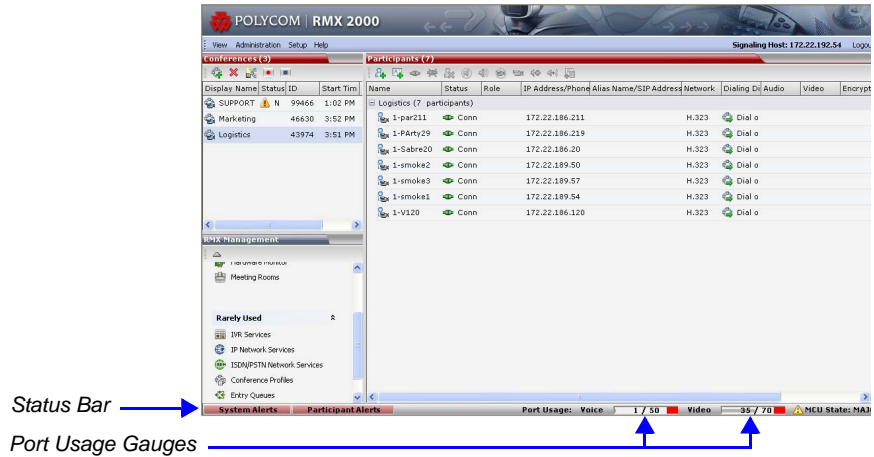 POLYCOM | RMX 2000
View Administration Setup Help Signaling Host: 172.22.192.54 Logou
Conferences (3) Participants (7)
Display Name Status ID Start Tim Name Status Role IP Address/Phone Alias Name/SIP Address Network Dialing Di Audio Video Encrypt
SUPPORT N 99466 1:02 PM
Marketing 46630 3:52 PM
Logistics 43974 3:51 PM
Logistics (7 participants)
1-par211 Conn 172.22.186.211 H.323 Dial o
1-PArty29 Conn 172.22.186.219 H.323 Dial o
1-Sabre20 Conn 172.22.186.20 H.323 Dial o
1-smoke2 Conn 172.22.189.50 H.323 Dial o
1-smoke3 Conn 172.22.189.57 H.323 Dial o
1-smoke1 Conn 172.22.189.54 H.323 Dial o
1-V120 Conn 172.22.186.120 H.323 Dial o
RMX Management
Hardware Monitor
Meeting Rooms
Rarely Used
IVR Services
IP Network Services
ISDN/PSTN Network Services
Conference Profiles
Entry Queues
System Alerts Participant Alerts Port Usage: Voice 1 / 50 Video 35 / 70 MCU State: MAJ
Status Bar
Port Usage Gauges